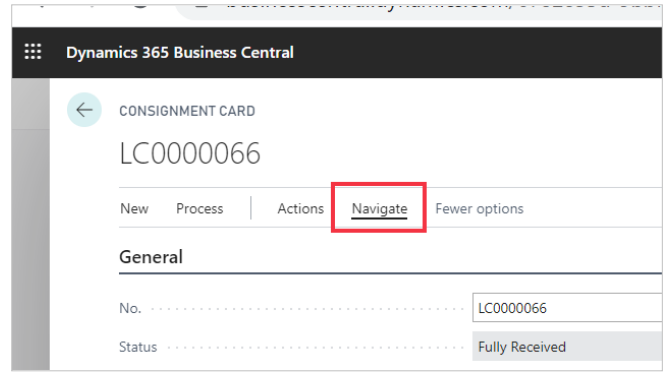 Dynamics 365 Business Central
CONSIGNMENT CARD
LC0000066
New Process Actions Navigate Fewer options
General
No. LC0000066
Status Fully Received